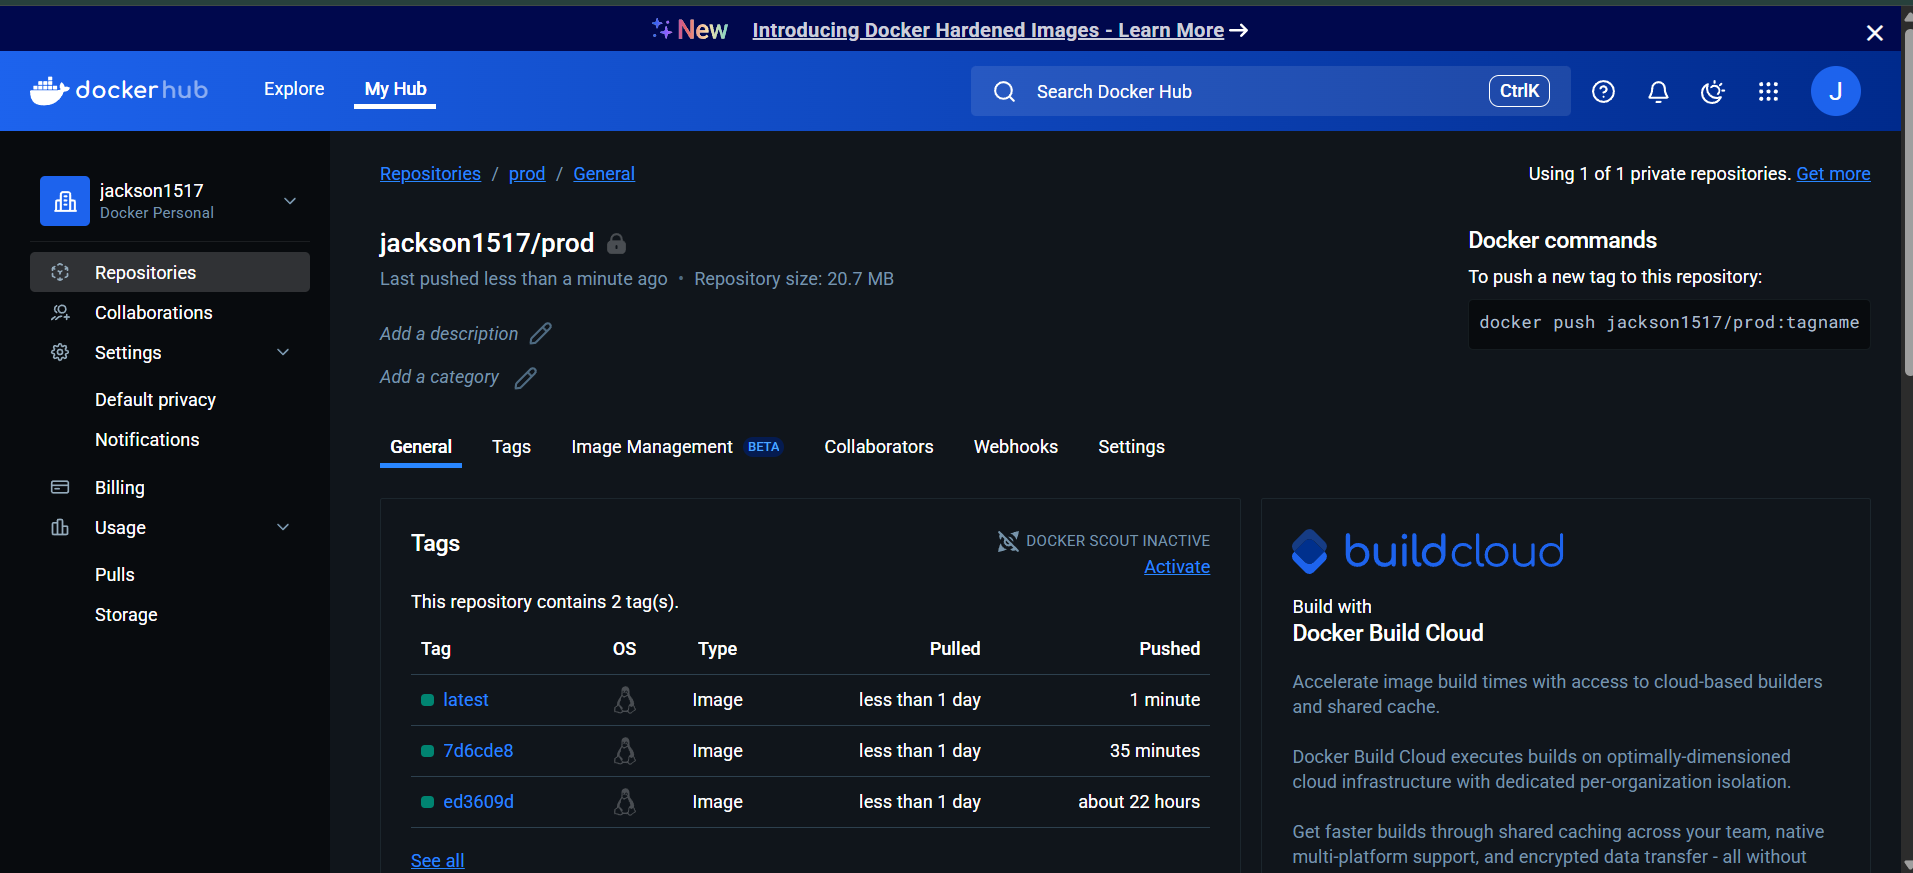 New Introducing Docker Hardened Images - Learn More
docker hub Explore My Hub Search Docker Hub CtrlK J
jackson1517
Docker Personal
Repositories
Collaborations
Settings
Default privacy
Notifications
Billing
Usage
Pulls
Storage
Repositories / prod / General
Using 1 of 1 private repositories. Get more
jackson1517/prod
Last pushed less than a minute ago • Repository size: 20.7 MB
Add a description
Add a category
Docker commands
To push a new tag to this repository:
docker push jackson1517/prod:tagname
General Tags Image Management BETA Collaborators Webhooks Settings
Tags
DOCKER SCOUT INACTIVE
Activate
This repository contains 2 tag(s).
Tag OS Type Pulled Pushed
latest Image less than 1 day 1 minute
7d6cde8 Image less than 1 day 35 minutes
ed3609d Image less than 1 day about 22 hours
See all
buildcloud
Build with
Docker Build Cloud
Accelerate image build times with access to cloud-based builders
and shared cache.
Docker Build Cloud executes builds on optimally-dimensioned
cloud infrastructure with dedicated per-organization isolation.
Get faster builds through shared caching across your team, native
multi-platform support, and encrypted data transfer - all without